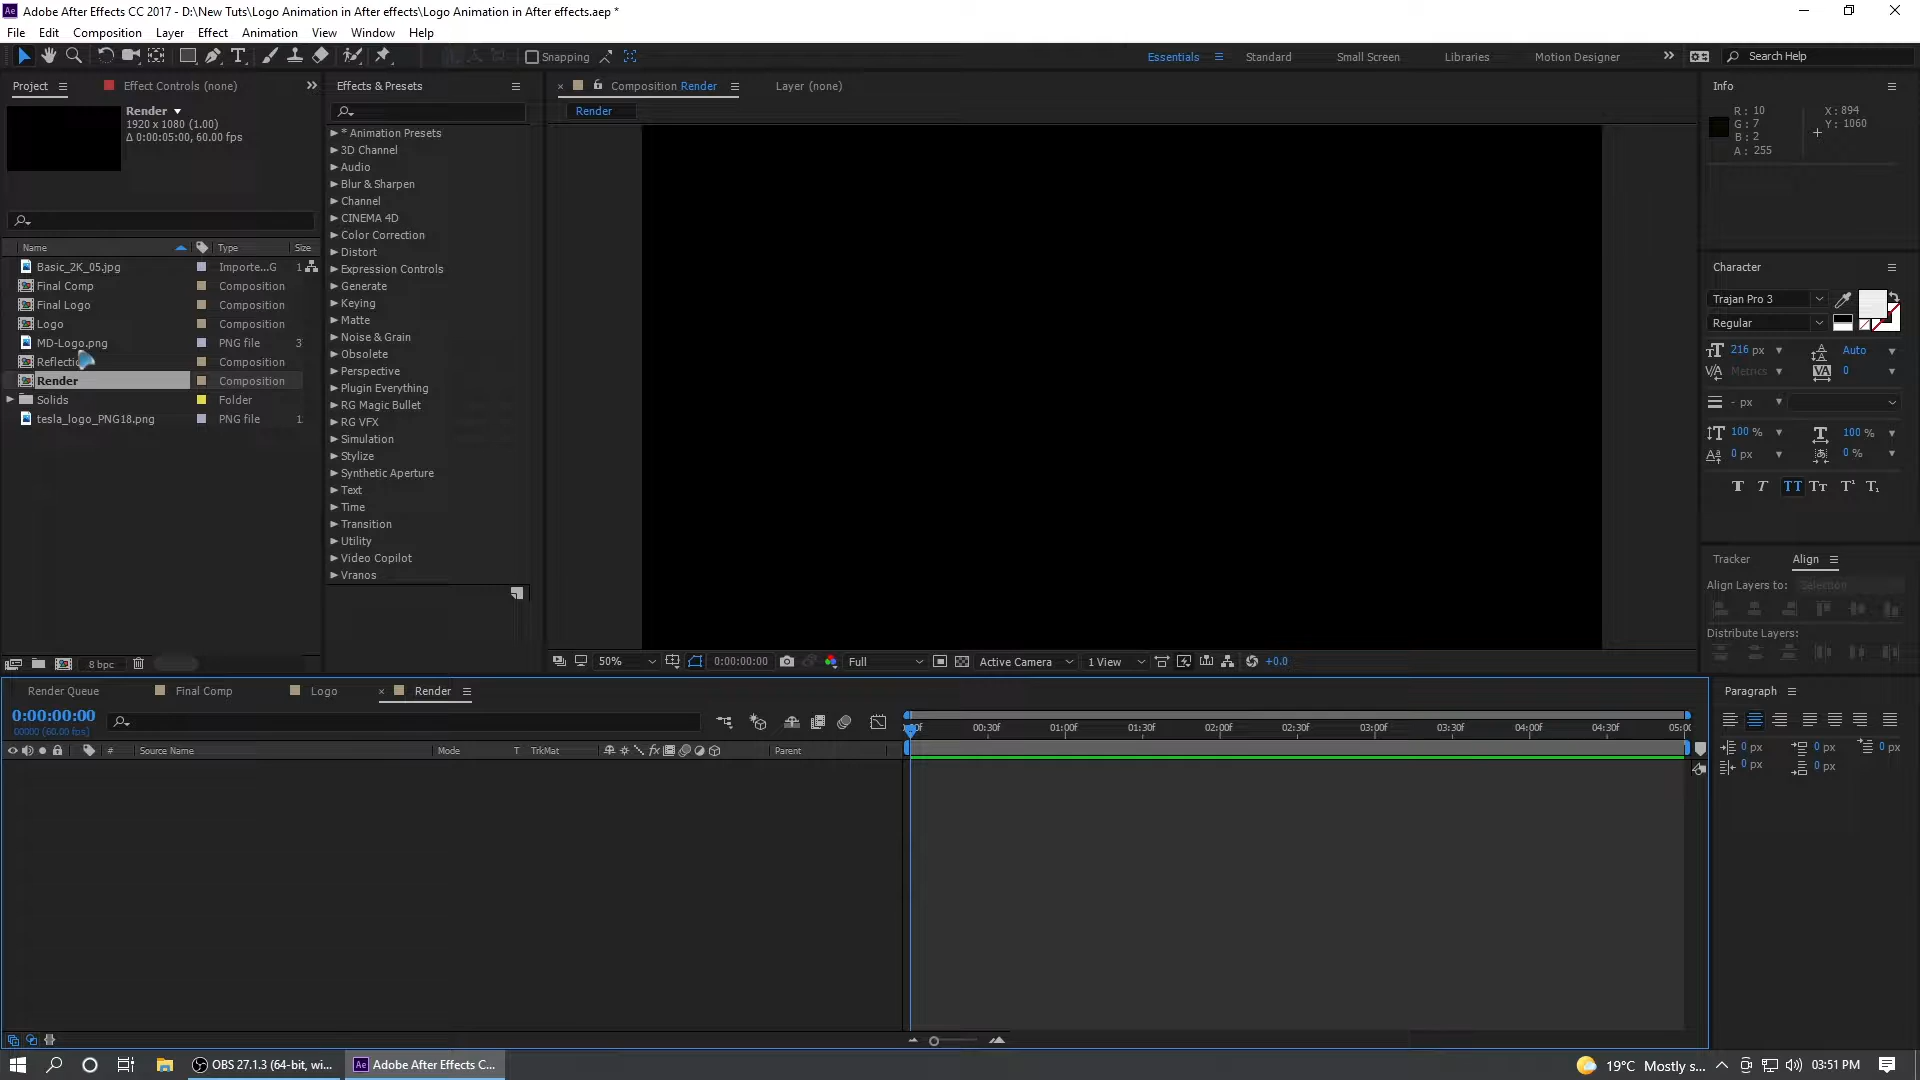 Adobe After Effects CC 2017 - D:\New Tuts\Logo Animation in After effects\Logo Animation in After effects.aep *
File Edit Composition Layer Effect Animation View Window Help
Snapping Essentials Standard Small Screen Libraries Motion Designer Search Help
Project Effect Controls (none)
Render
1920 x 1080 (1.00)
Δ 0:00:05:00, 60.00 fps
Name Type Size
Basic_2K_05.jpg Importe...G 1
Final Comp Composition
Final Logo Composition
Logo Composition
MD-Logo.png PNG file 3
Reflecti Composition
Render Composition
Solids Folder
tesla_logo_PNG18.png PNG file 1
8 bpc
Effects & Presets
* Animation Presets
3D Channel
Audio
Blur & Sharpen
Channel
CINEMA 4D
Color Correction
Distort
Expression Controls
Generate
Keying
Matte
Noise & Grain
Obsolete
Perspective
Plugin Everything
RG Magic Bullet
RG VFX
Simulation
Stylize
Synthetic Aperture
Text
Time
Transition
Utility
Video Copilot
Vranos
Composition Render Layer (none)
Render
50% 0:00:00:00 Full Active Camera 1 View +0.0
Info
R: 10 X: 894
G: 7 Y: 1060
B: 2
A: 255
Character
Trajan Pro 3
Regular
216 px Auto
Metrics 0
- px
100 % 100 %
0 px 0 %
Tracker Align
Align Layers to: Selection
Distribute Layers:
Paragraph
0 px 0 px 0 px
0 px 0 px
Render Queue Final Comp Logo Render
0:00:00:00
00000 (60.00 fps)
00:30f 01:00f 01:30f 02:00f 02:30f 03:00f 03:30f 04:00f 04:30f 05:0
# Source Name Mode T TrkMat Parent
OBS 27.1.3 (64-bit, wi... Adobe After Effects C... 19°C Mostly s... 03:51 PM